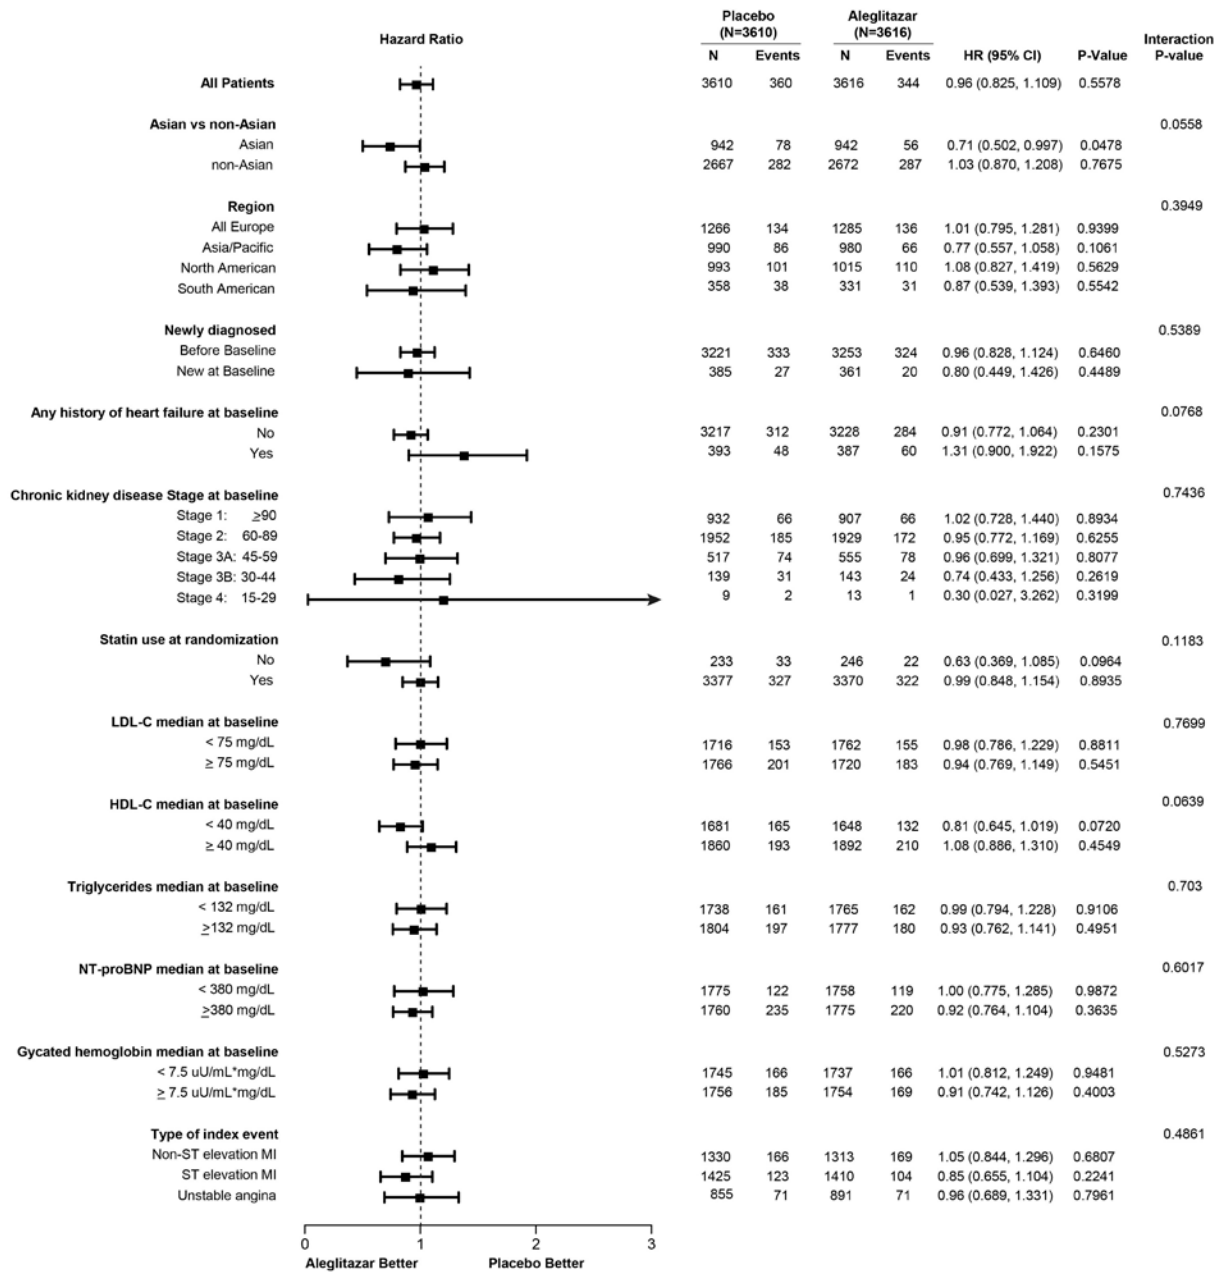 Placebo Aleglitazar
Hazard Ratio (N=3610) (N=3616) Interaction
N Events N Events HR (95% CI) P-Value P-value
All Patients 3610 360 3616 344 0.96 (0.825, 1.109) 0.5578
Asian vs non-Asian 0.0558
Asian 942 78 942 56 0.71 (0.502, 0.997) 0.0478
non-Asian 2667 282 2672 287 1.03 (0.870, 1.208) 0.7675
Region 0.3949
All Europe 1266 134 1285 136 1.01 (0.795, 1.281) 0.9399
Asia/Pacific 990 86 980 66 0.77 (0.557, 1.058) 0.1061
North American 993 101 1015 110 1.08 (0.827, 1.419) 0.5629
South American 358 38 331 31 0.87 (0.539, 1.393) 0.5542
Newly diagnosed 0.5389
Before Baseline 3221 333 3253 324 0.96 (0.828, 1.124) 0.6460
New at Baseline 385 27 361 20 0.80 (0.449, 1.426) 0.4489
Any history of heart failure at baseline 0.0768
No 3217 312 3228 284 0.91 (0.772, 1.064) 0.2301
Yes 393 48 387 60 1.31 (0.900, 1.922) 0.1575
Chronic kidney disease Stage at baseline 0.7436
Stage 1: ≥90 932 66 907 66 1.02 (0.728, 1.440) 0.8934
Stage 2: 60-89 1952 185 1929 172 0.95 (0.772, 1.169) 0.6255
Stage 3A: 45-59 517 74 555 78 0.96 (0.699, 1.321) 0.8077
Stage 3B: 30-44 139 31 143 24 0.74 (0.433, 1.256) 0.2619
Stage 4: 15-29 9 2 13 1 0.30 (0.027, 3.262) 0.3199
Statin use at randomization 0.1183
No 233 33 246 22 0.63 (0.369, 1.085) 0.0964
Yes 3377 327 3370 322 0.99 (0.848, 1.154) 0.8935
LDL-C median at baseline 0.7699
< 75 mg/dL 1716 153 1762 155 0.98 (0.786, 1.229) 0.8811
≥ 75 mg/dL 1766 201 1720 183 0.94 (0.769, 1.149) 0.5451
HDL-C median at baseline 0.0639
< 40 mg/dL 1681 165 1648 132 0.81 (0.645, 1.019) 0.0720
≥ 40 mg/dL 1860 193 1892 210 1.08 (0.886, 1.310) 0.4549
Triglycerides median at baseline 0.703
< 132 mg/dL 1738 161 1765 162 0.99 (0.794, 1.228) 0.9106
≥132 mg/dL 1804 197 1777 180 0.93 (0.762, 1.141) 0.4951
NT-proBNP median at baseline 0.6017
< 380 mg/dL 1775 122 1758 119 1.00 (0.775, 1.285) 0.9872
≥380 mg/dL 1760 235 1775 220 0.92 (0.764, 1.104) 0.3635
Gycated hemoglobin median at baseline 0.5273
< 7.5 uU/mL*mg/dL 1745 166 1737 166 1.01 (0.812, 1.249) 0.9481
≥ 7.5 uU/mL*mg/dL 1756 185 1754 169 0.91 (0.742, 1.126) 0.4003
Type of index event 0.4861
Non-ST elevation MI 1330 166 1313 169 1.05 (0.844, 1.296) 0.6807
ST elevation MI 1425 123 1410 104 0.85 (0.655, 1.104) 0.2241
Unstable angina 855 71 891 71 0.96 (0.689, 1.331) 0.7961
0 1 2 3
Aleglitazar Better Placebo Better